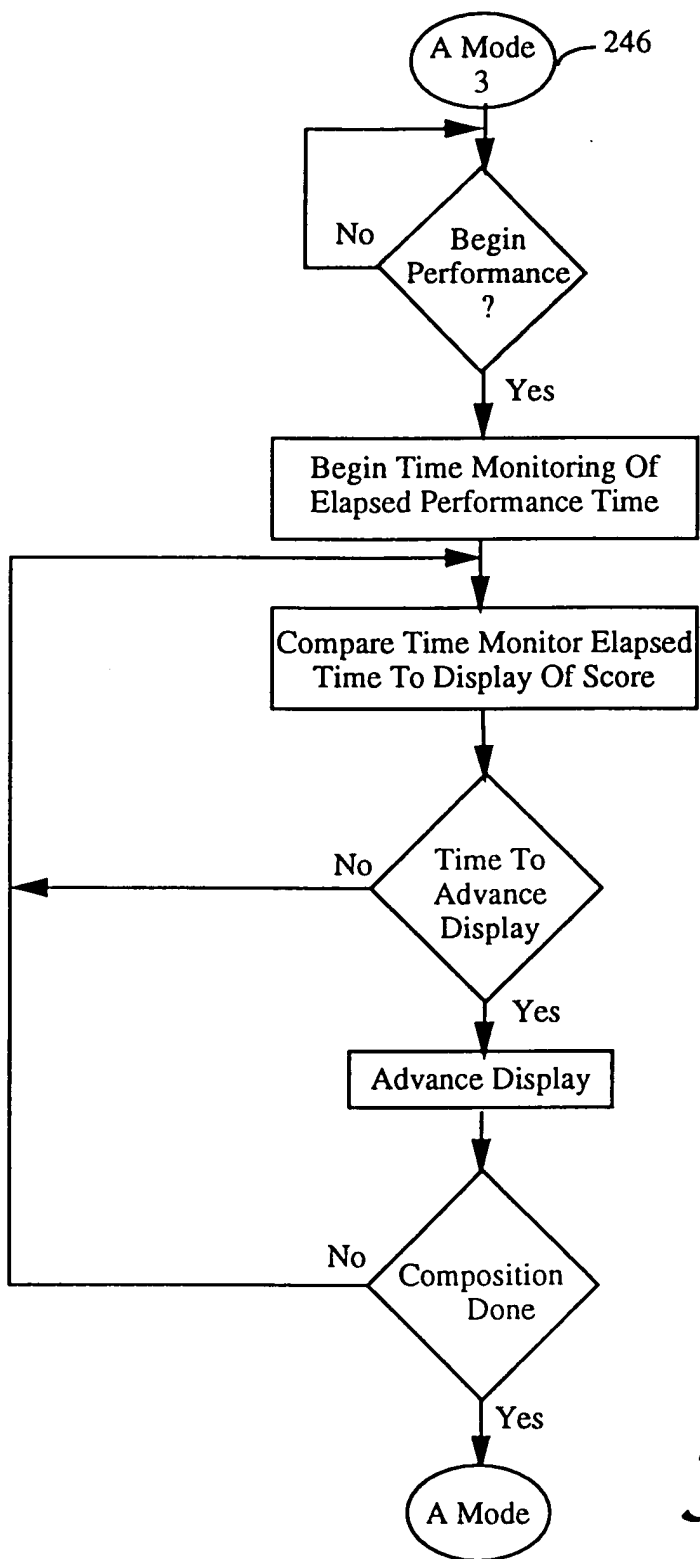 A Mode
3
246
No
Begin
Performance
?
Yes
Begin Time Monitoring Of
Elapsed Performance Time
Compare Time Monitor Elapsed
Time To Display Of Score
No
Time To
Advance
Display
Yes
Advance Display
No
Composition
Done
Yes
A Mode